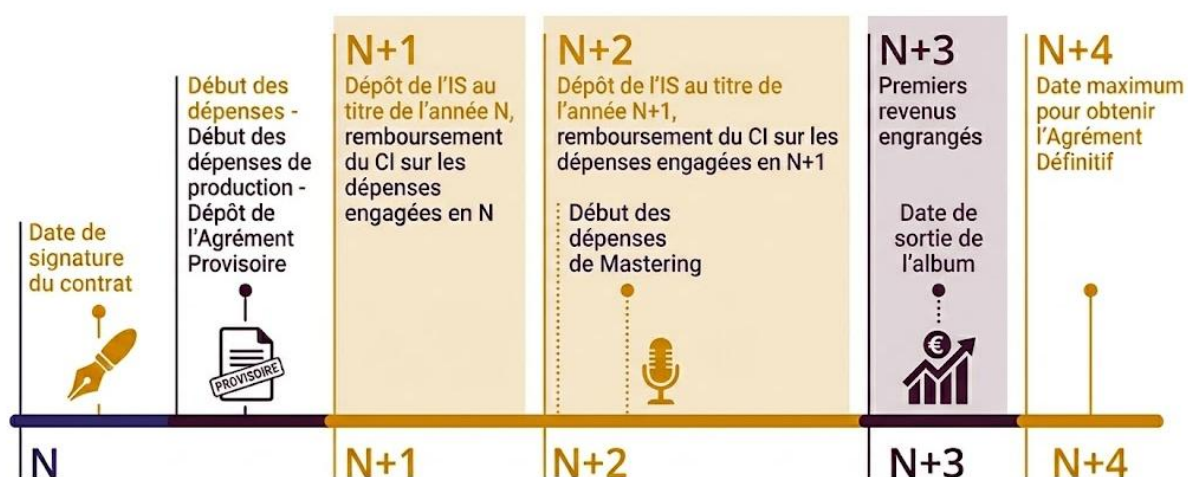 Date de
signature
du contrat
Début des
dépenses -
Début des
dépenses de
production -
Dépôt de
l'Agrément
Provisoire
PROVISOIRE
N+1
Dépôt de l'IS au
titre de l'année N,
remboursement
du CI sur les
dépenses
engagées en N
N+2
Dépôt de l'IS au titre de
l'année N+1,
remboursement du CI sur les
dépenses engagées en N+1
Début des
dépenses
de Mastering
N+3
Premiers
revenus
engrangés
Date de
sortie de
l'album
€
N+4
Date maximum
pour obtenir
l'Agrément
Définitif
N
N+1
N+2
N+3
N+4